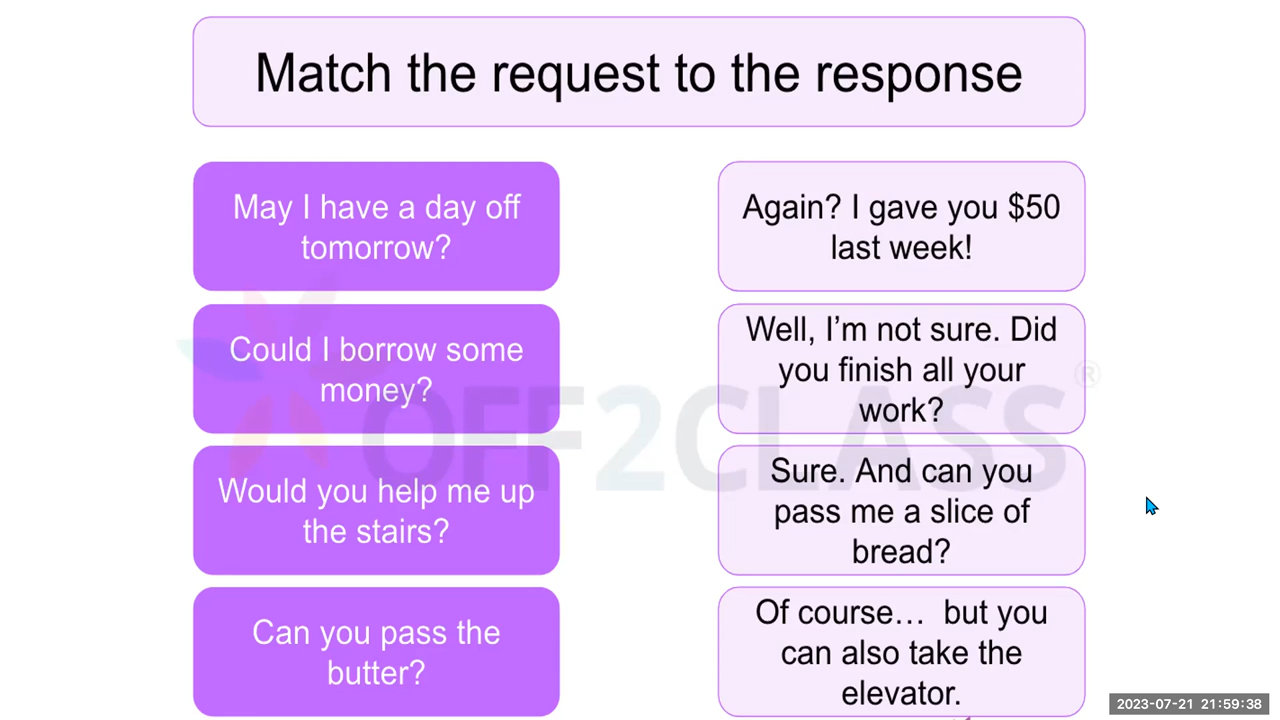 Match the request to the response
May I have a day off
tomorrow?
Again? I gave you $50
last week!
Could I borrow some
money?
Well, I’m not sure. Did
you finish all your
work?
Would you help me up
the stairs?
Sure. And can you
pass me a slice of
bread?
Can you pass the
butter?
Of course… but you
can also take the
elevator.
OFF2CLASS®
2023-07-21 21:59:38